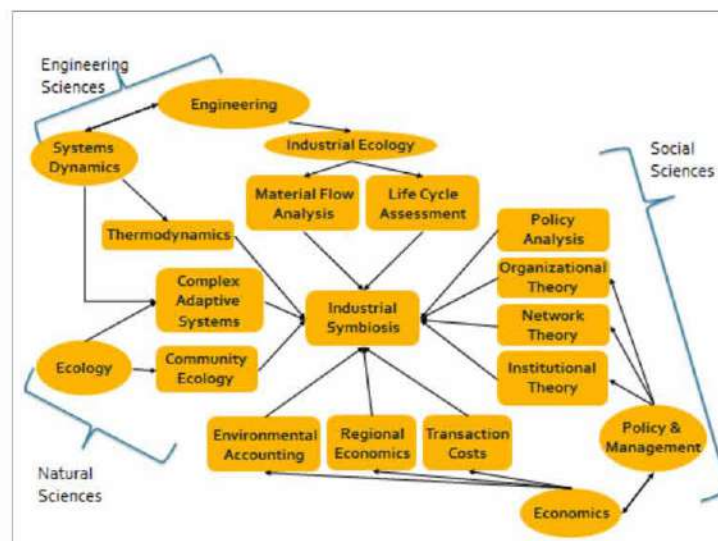 Engineering
Sciences
Engineering
Systems
Dynamics
Industrial Ecology
Social
Sciences
Material Flow
Analysis
Life Cycle
Assessment
Policy
Analysis
Thermodynamics
Organizational
Theory
Complex
Adaptive
Systems
Industrial
Symbiosis
Network
Theory
Ecology
Community
Ecology
Institutional
Theory
Environmental
Accounting
Regional
Economics
Transaction
Costs
Policy &
Management
Natural
Sciences
Economics